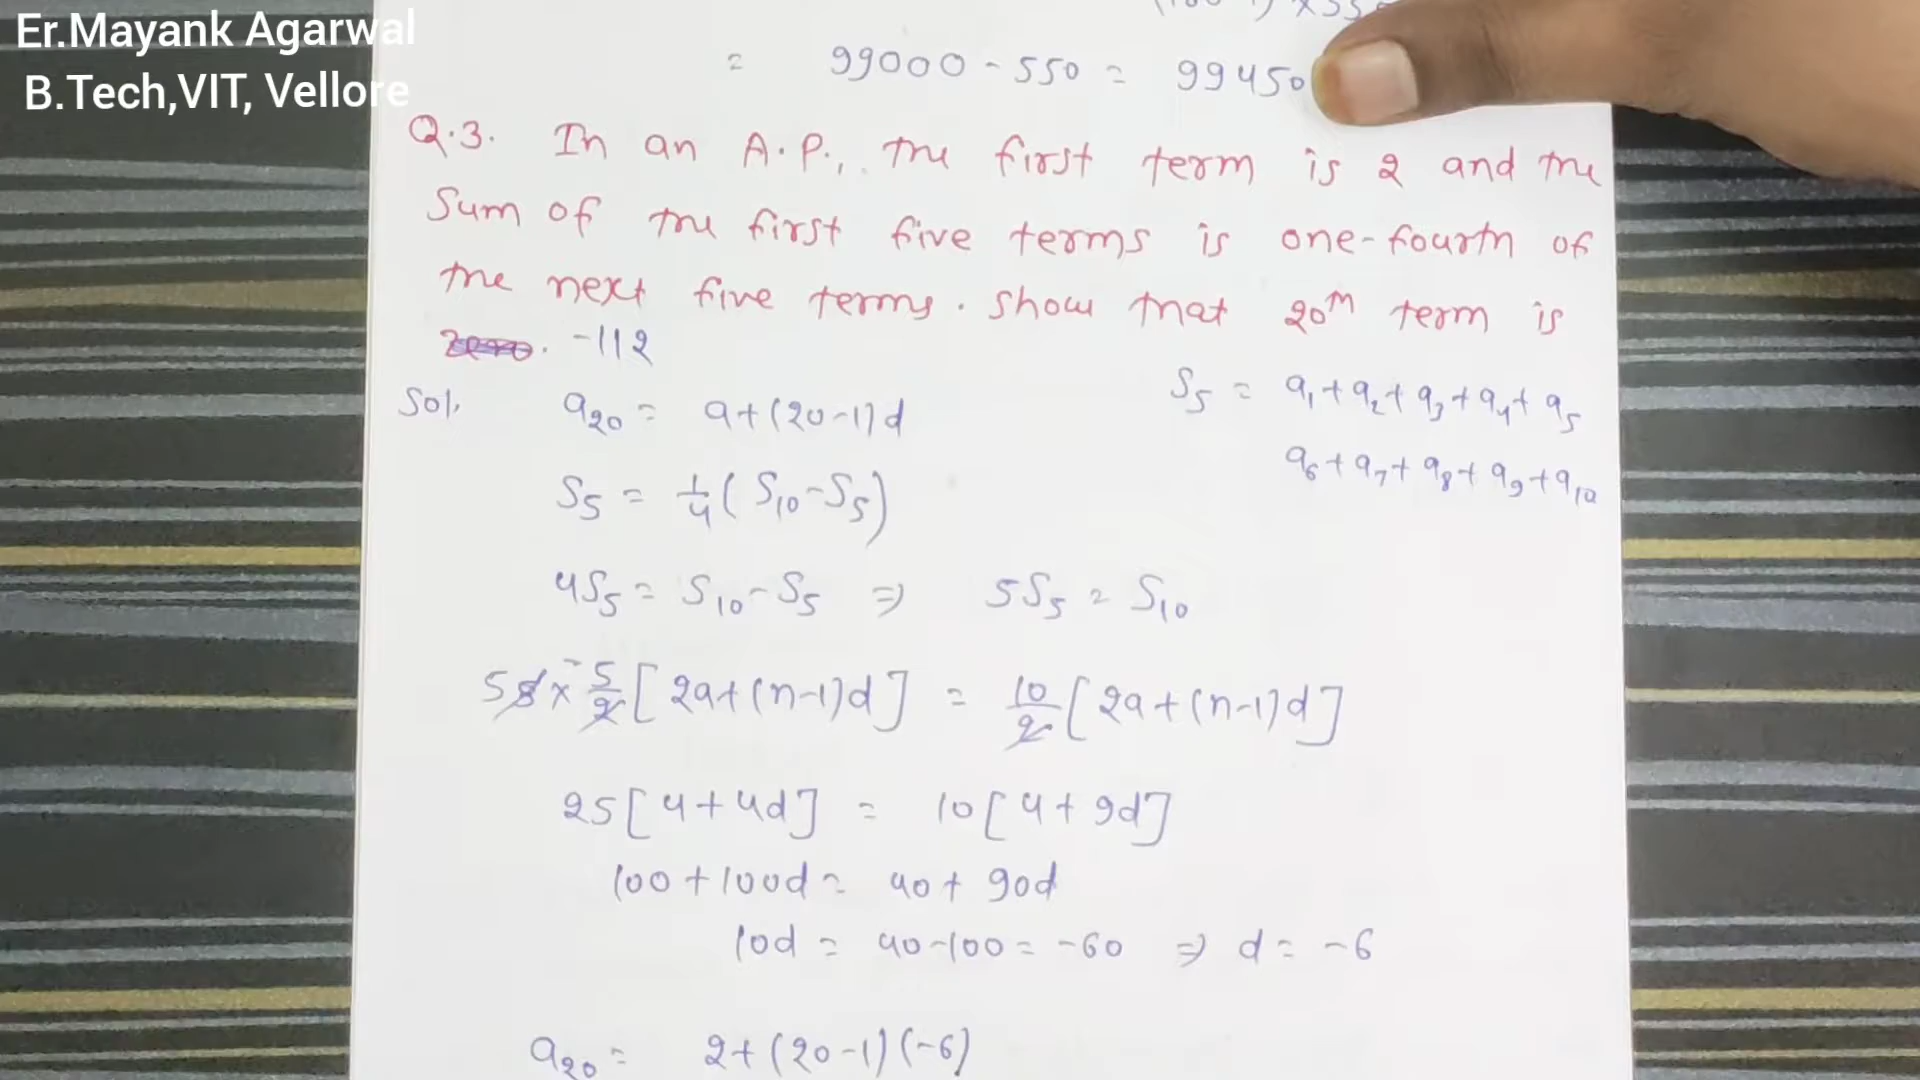 Er.Mayank Agarwal
B.Tech,VIT, Vellore
= 99000 - 550 = 99450
Q.3. In an A.P., the first term is 2 and the
Sum of the first five terms is one-fourth of
the next five terms. Show that 20th term is
-112
Sol. a₂₀ = a+(20-1)d
S₅ = a₁+a₂+a₃+a₄+a₅
a₆+a₇+a₈+a₉+a₁₀
S₅ = 1/4 (S₁₀-S₅)
4S₅ = S₁₀-S₅ ⇒ 5S₅ = S₁₀
5 × 5/2 [2a+(n-1)d] = 10/2 [2a+(n-1)d]
25[4+4d] = 10[4+9d]
100+100d = 40+90d
10d = 40-100 = -60 ⇒ d = -6
a₂₀ = 2+(20-1)(-6)